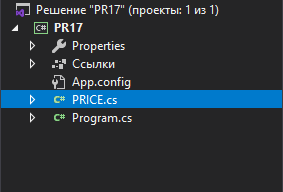 Решение "PR17" (проекты: 1 из 1)
C# PR17
Properties
Ссылки
App.config
C# PRICE.cs
C# Program.cs